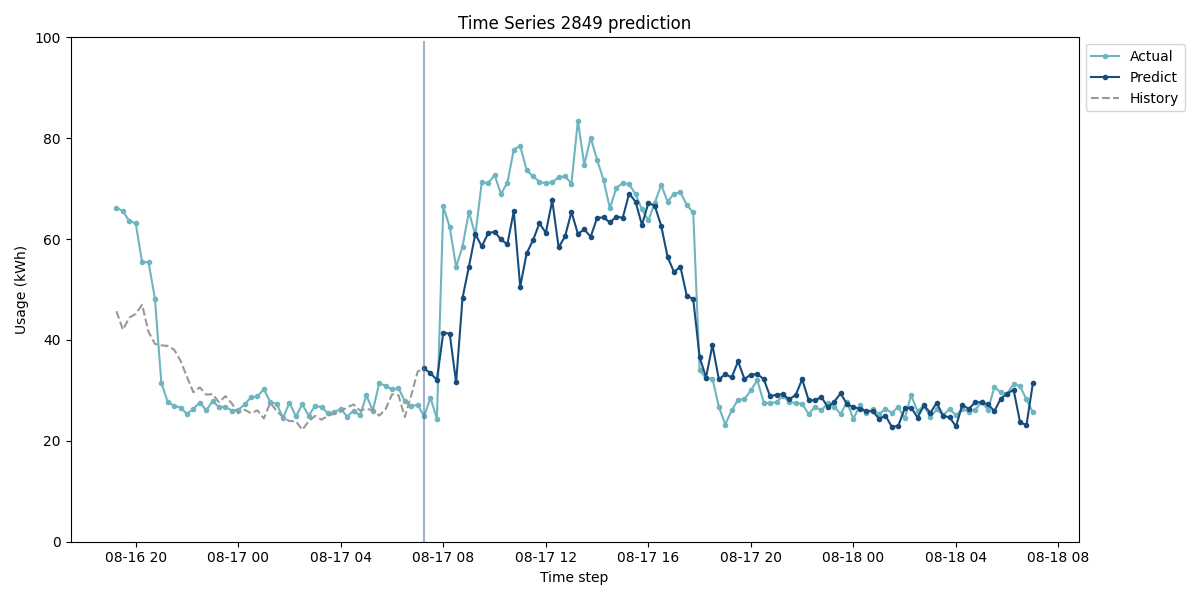 Time Series 2849 prediction
100
80
60
40
20
0
Usage (kWh)
08-16 20
08-17 00
08-17 04
08-17 08
08-17 12
08-17 16
08-17 20
08-18 00
08-18 04
08-18 08
Time step
Actual
Predict
History